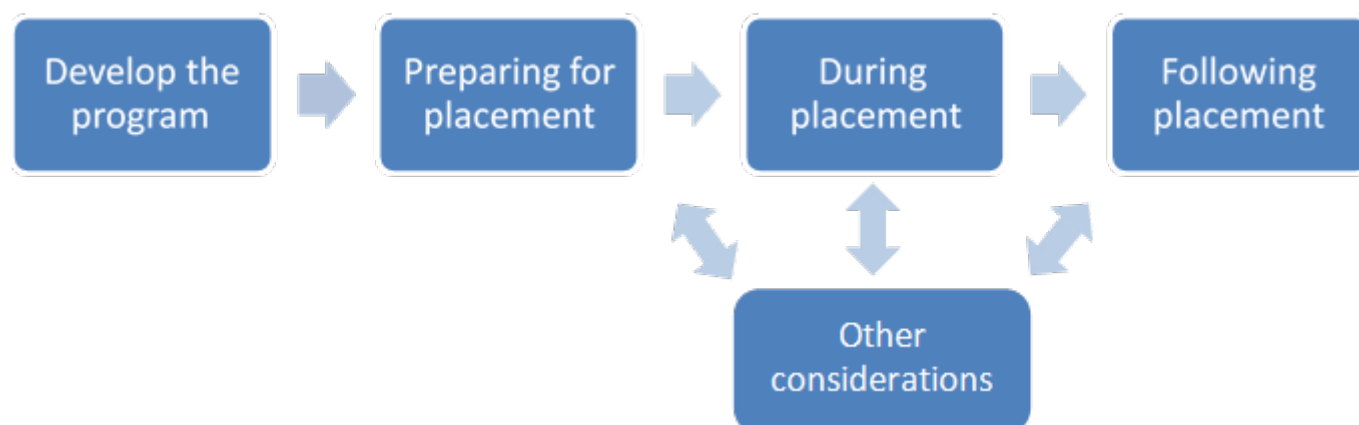 Develop the
program
Preparing for
placement
During
placement
Following
placement
Other
considerations